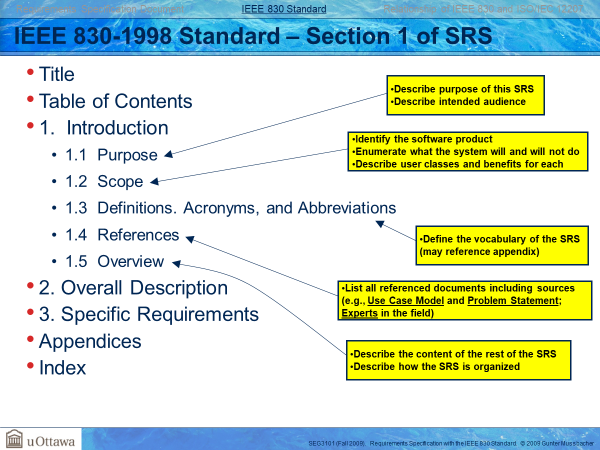 IEEE 830 Standard
IEEE 830-1998 Standard – Section 1 of SRS
•Title
•Table of Contents
•1. Introduction
•1.1 Purpose
•1.2 Scope
•1.3 Definitions. Acronyms, and Abbreviations
•1.4 References
•1.5 Overview
•2. Overall Description
•3. Specific Requirements
•Appendices
•Index
•Describe purpose of this SRS
•Describe intended audience
•Identify the software product
•Enumerate what the system will and will not do
•Describe user classes and benefits for each
•Define the vocabulary of the SRS
(may reference appendix)
•List all referenced documents including sources
(e.g., Use Case Model and Problem Statement;
Experts in the field)
•Describe the content of the rest of the SRS
•Describe how the SRS is organized
uOttawa
SEG3101 (Fall 2009). Requirements Specification with the IEEE 830 Standard. © 2009 Gunter Mussbacher